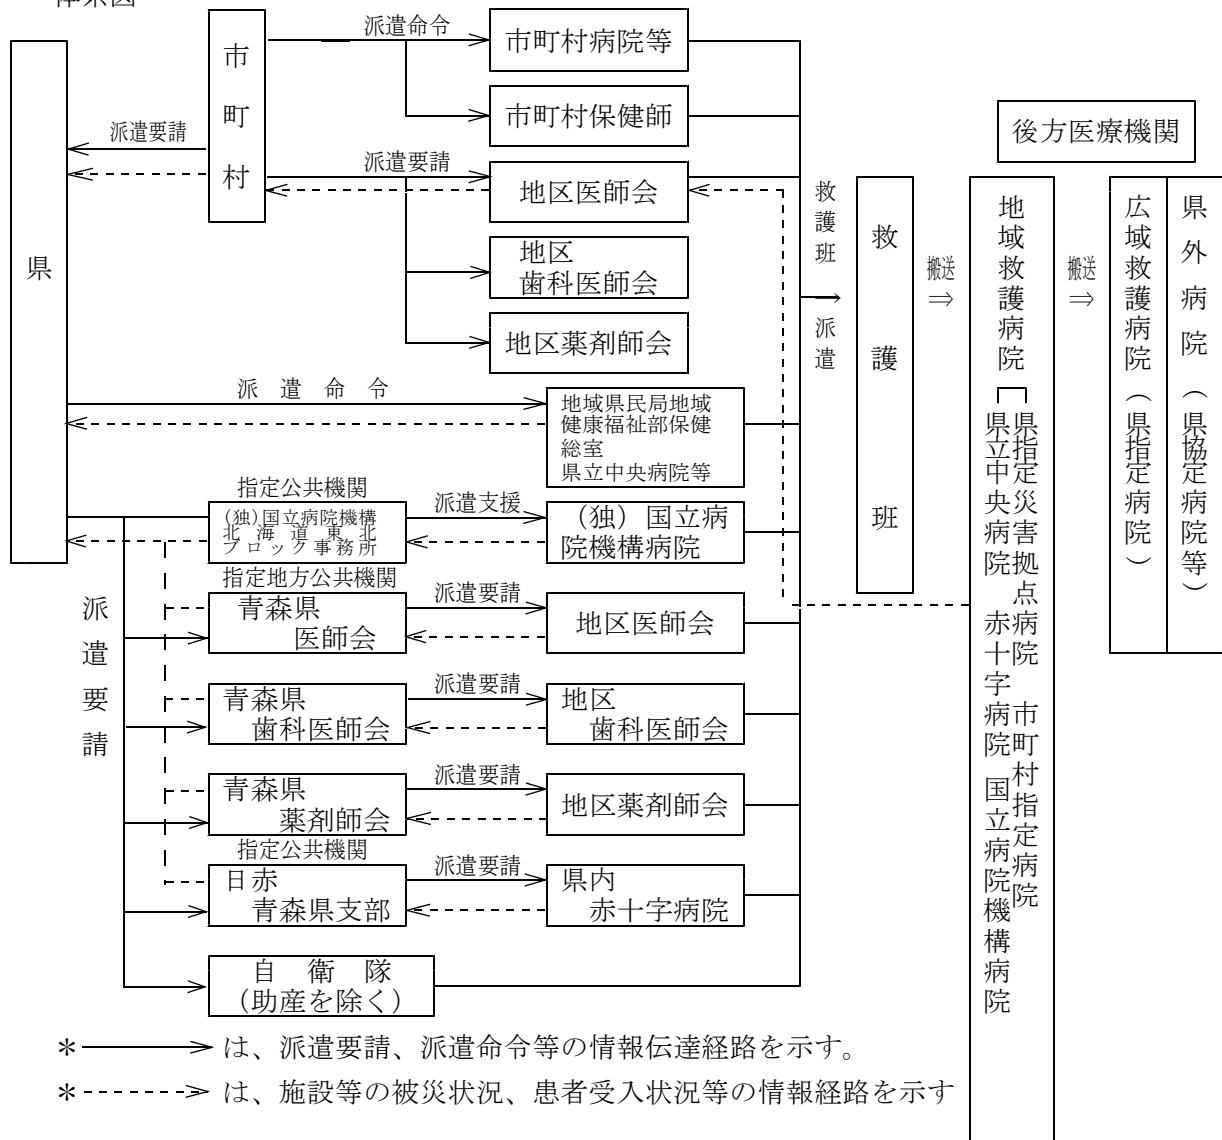 体系図
県
市町村
派遣要請
派遣命令
市町村病院等
市町村保健師
派遣要請
地区医師会
地区
歯科医師会
地区薬剤師会
派遣命令
地域県民局地域
健康福祉部保健
総室
県立中央病院等
指定公共機関
(独)国立病院機構
北海道東北
ブロック事務所
派遣支援
(独)国立病
院機構病院
派遣要請
指定地方公共機関
青森県
医師会
派遣要請
地区医師会
青森県
歯科医師会
派遣要請
地区
歯科医師会
青森県
薬剤師会
派遣要請
地区薬剤師会
指定公共機関
日赤
青森県支部
派遣要請
県内
赤十字病院
自衛隊
(助産を除く)
救護班→派遣
救護班
搬送
⇒
地域救護病院
県指定災害拠点病院 市町村指定病院
県立中央病院 赤十字病院 国立病院機構病院
搬送
⇒
後方医療機関
広域救護病院(県指定病院)
県外病院(県協定病院等)
*――→は、派遣要請、派遣命令等の情報伝達経路を示す。
*-----→は、施設等の被災状況、患者受入状況等の情報経路を示す